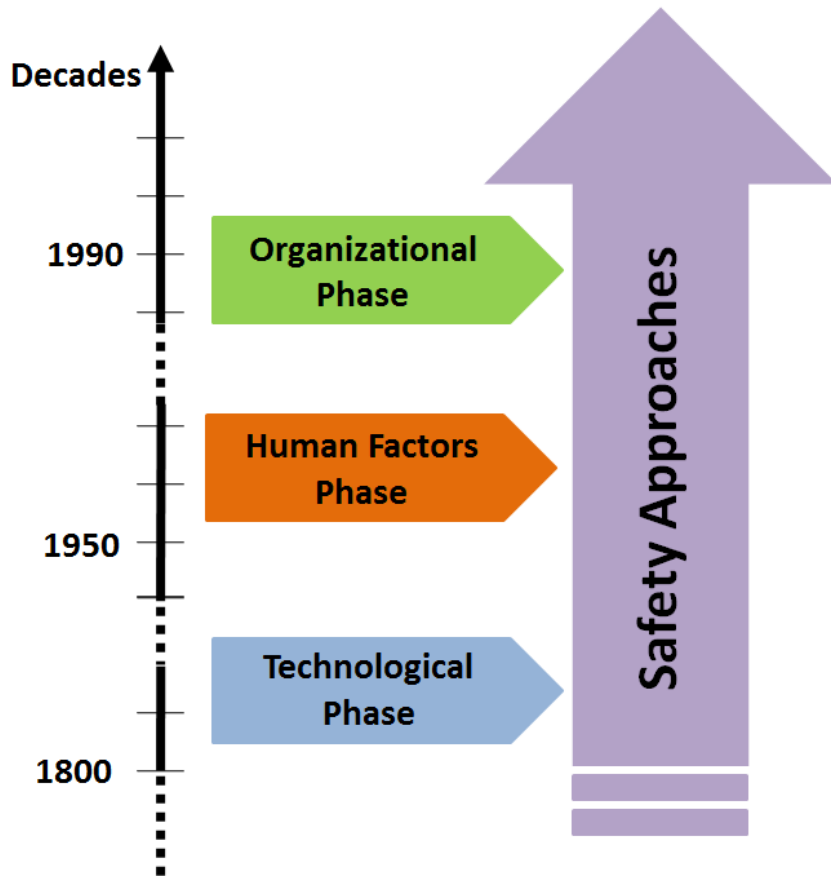 Decades
1990
Organizational
Phase
Human Factors
Phase
1950
Technological
Phase
1800
Safety Approaches